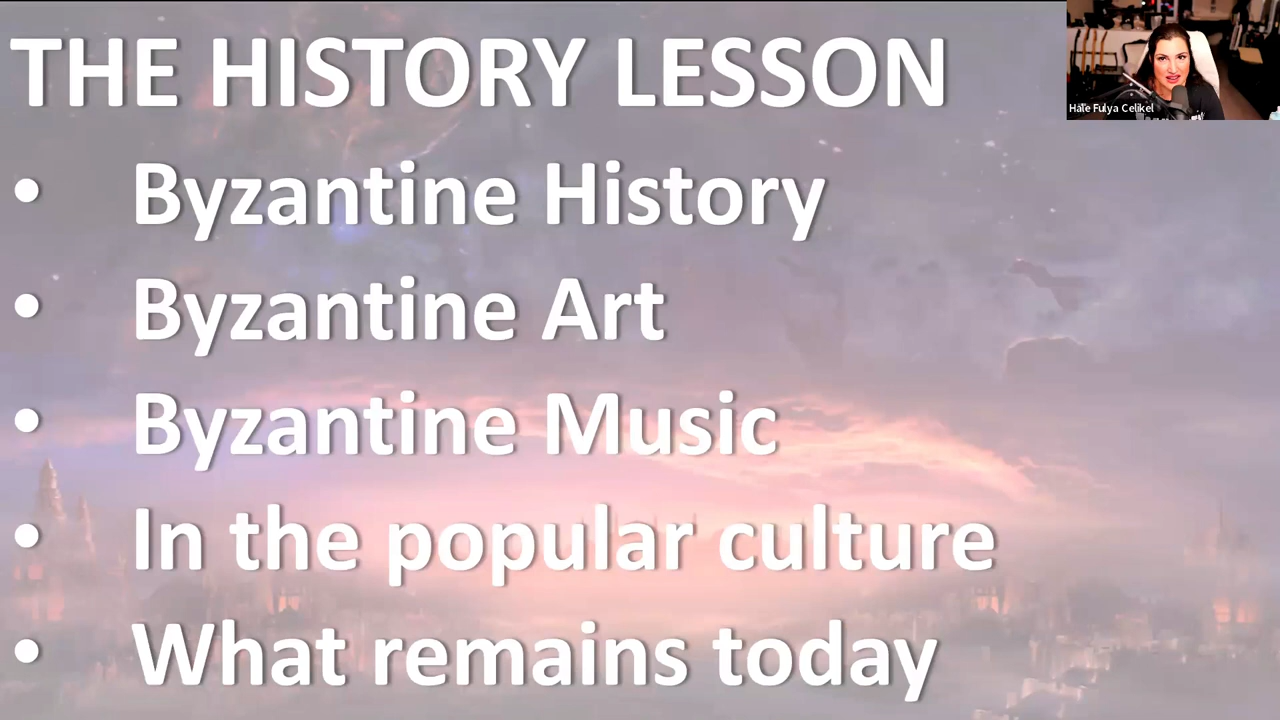 THE HISTORY LESSON
Hale Fulya Celikel
• Byzantine History
• Byzantine Art
• Byzantine Music
• In the popular culture
• What remains today